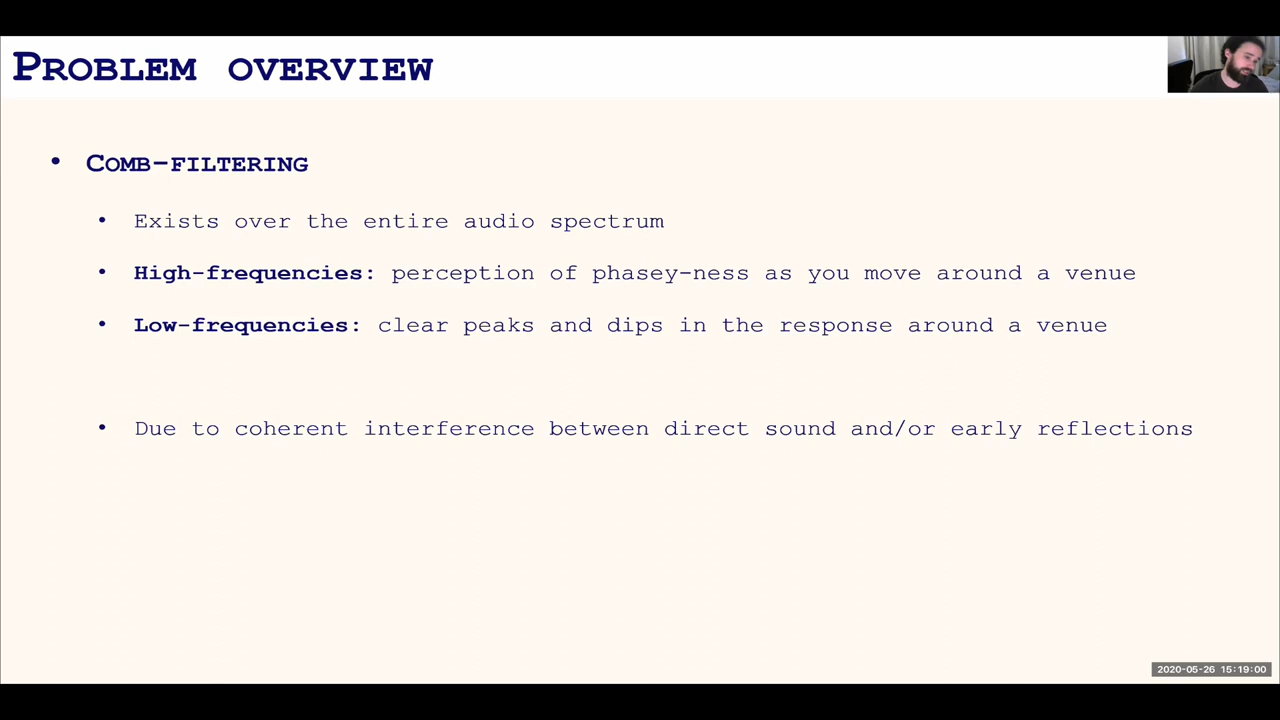 PROBLEM OVERVIEW
• COMB-FILTERING
• Exists over the entire audio spectrum
• High-frequencies: perception of phasey-ness as you move around a venue
• Low-frequencies: clear peaks and dips in the response around a venue
• Due to coherent interference between direct sound and/or early reflections
2020-05-26 15:19:00